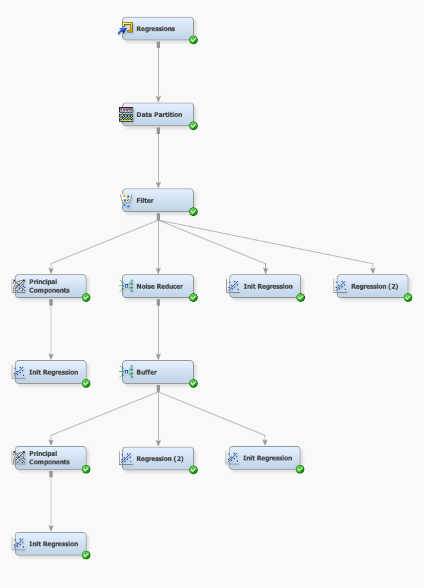 Regressions
Data Partition
Filter
Principal
Components
Noise Reducer
Init Regression
Regression (2)
Init Regression
Buffer
Principal
Components
Regression (2)
Init Regression
Init Regression